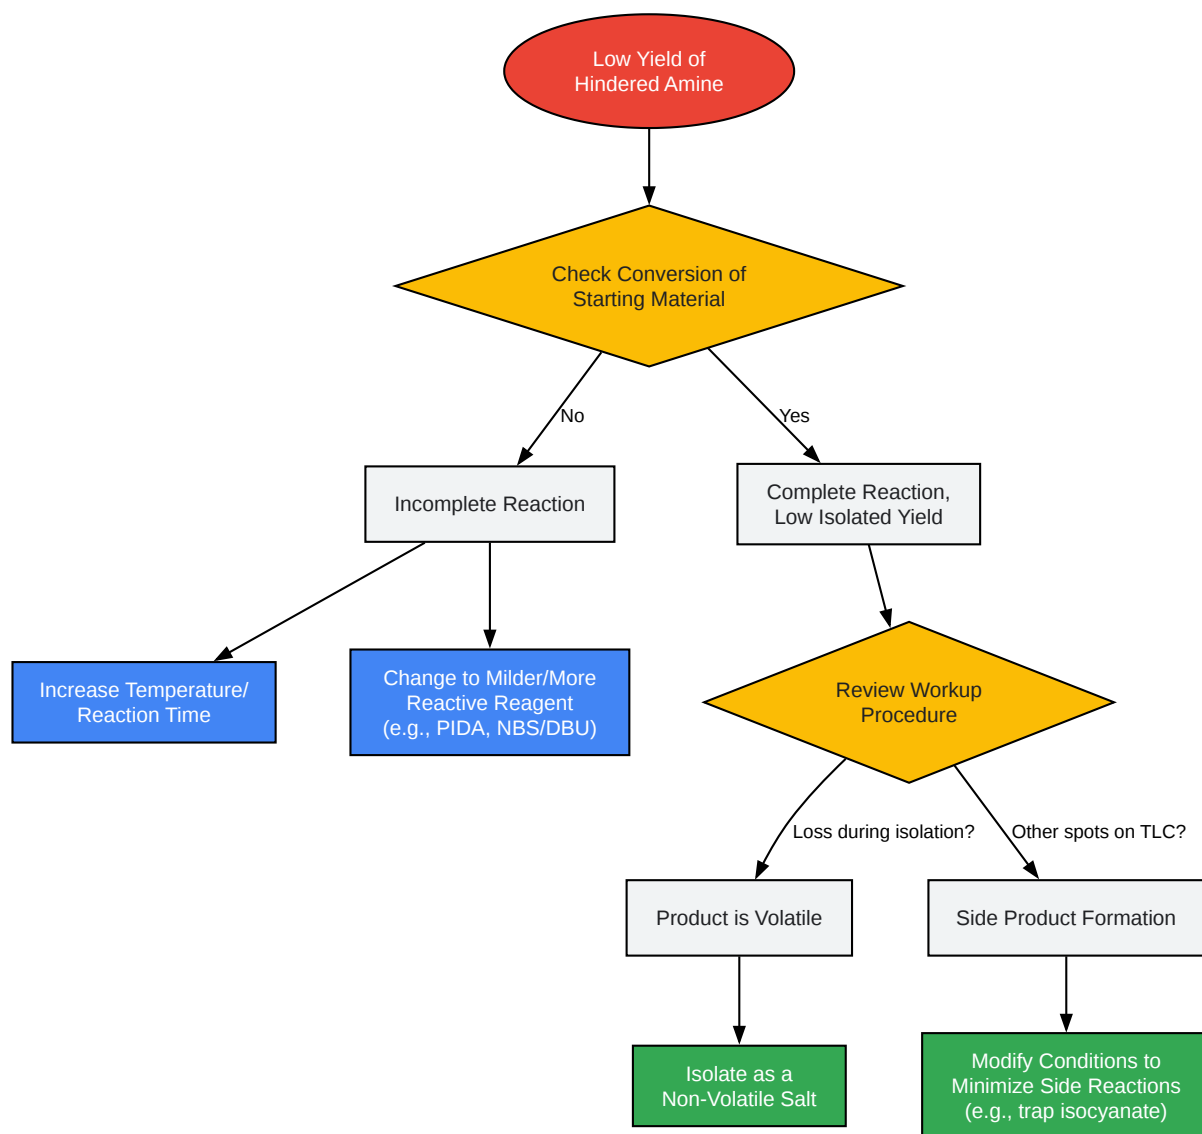 Low Yield of
Hindered Amine
Check Conversion of
Starting Material
No
Yes
Incomplete Reaction
Complete Reaction,
Low Isolated Yield
Increase Temperature/
Reaction Time
Change to Milder/More
Reactive Reagent
(e.g., PIDA, NBS/DBU)
Review Workup
Procedure
Loss during isolation?
Other spots on TLC?
Product is Volatile
Side Product Formation
Isolate as a
Non-Volatile Salt
Modify Conditions to
Minimize Side Reactions
(e.g., trap isocyanate)